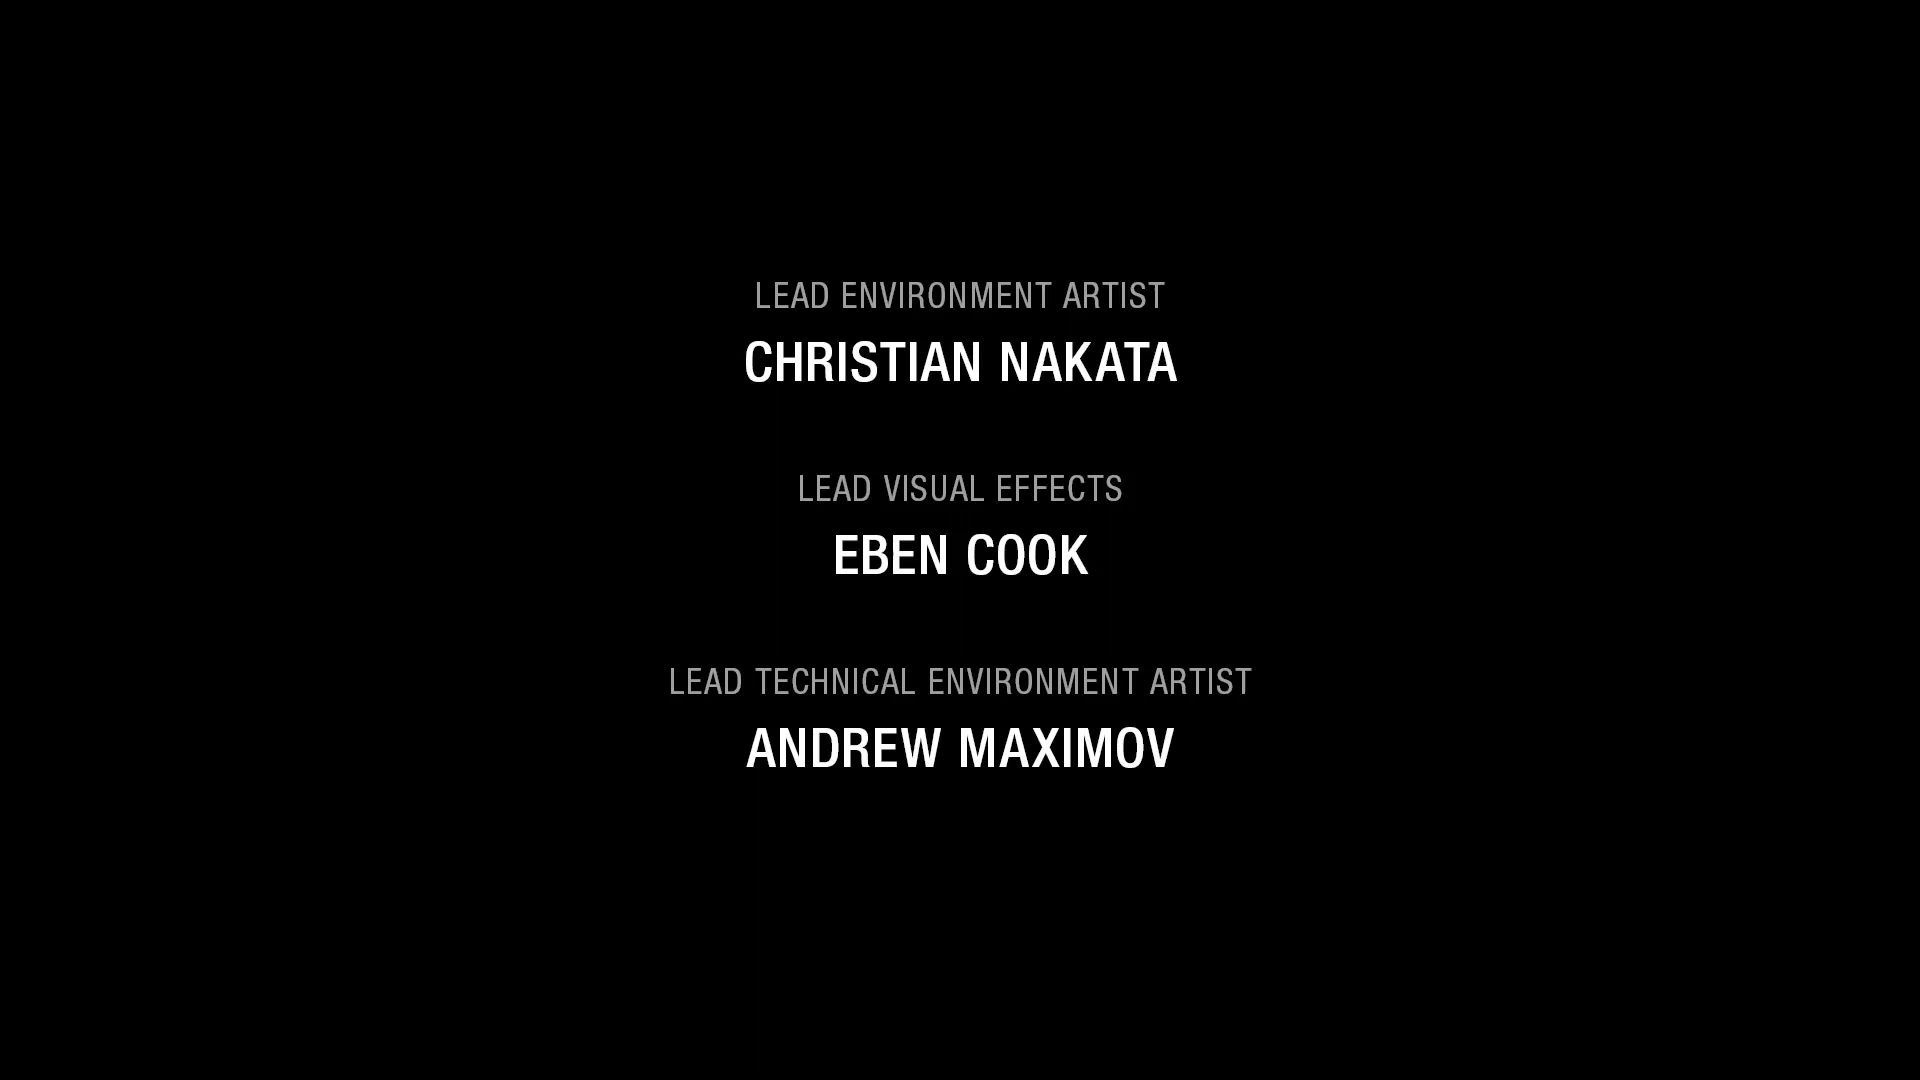 LEAD ENVIRONMENT ARTIST
CHRISTIAN NAKATA
LEAD VISUAL EFFECTS
EBEN COOK
LEAD TECHNICAL ENVIRONMENT ARTIST
ANDREW MAXIMOV